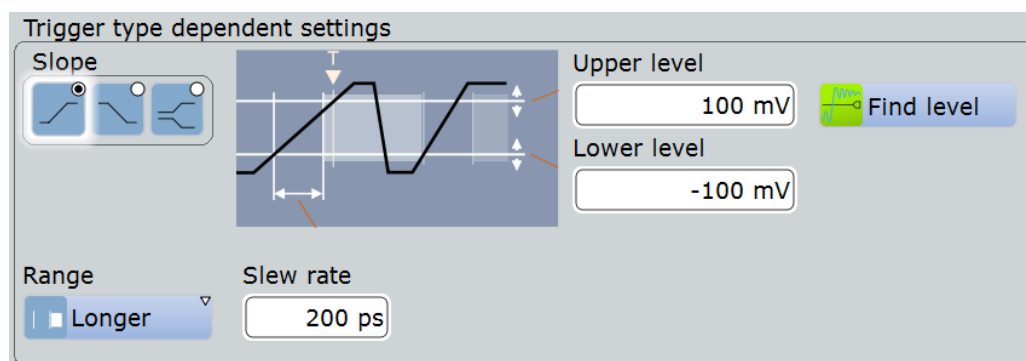 Trigger type dependent settings
Slope
T
Upper level
100 mV
Find level
Lower level
-100 mV
Range
Slew rate
Longer
200 ps